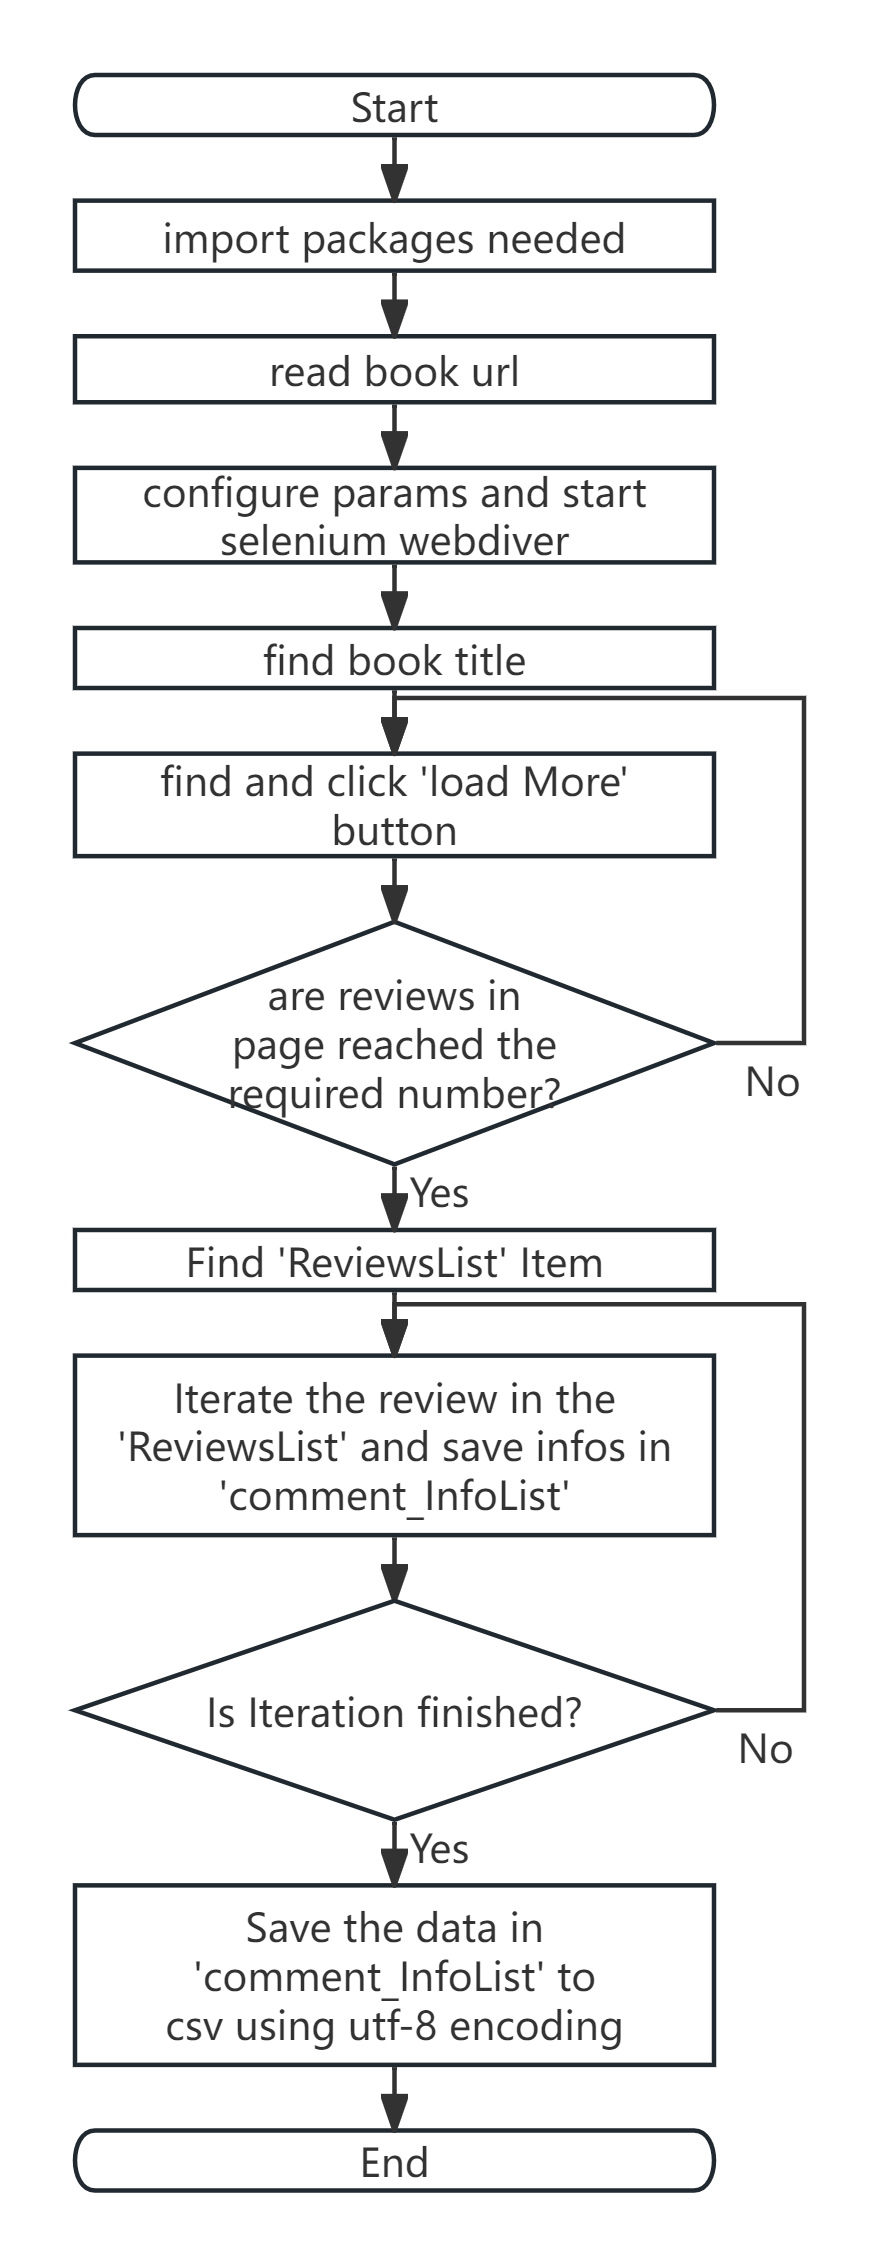 Start
import packages needed
read book url
configure params and start
selenium webdiver
find book title
find and click 'load More'
button
are reviews in
page reached the
required number?
No
Yes
Find 'ReviewsList' Item
Iterate the review in the
'ReviewsList' and save infos in
'comment_InfoList'
Is Iteration finished?
No
Yes
Save the data in
'comment_InfoList' to
csv using utf-8 encoding
End